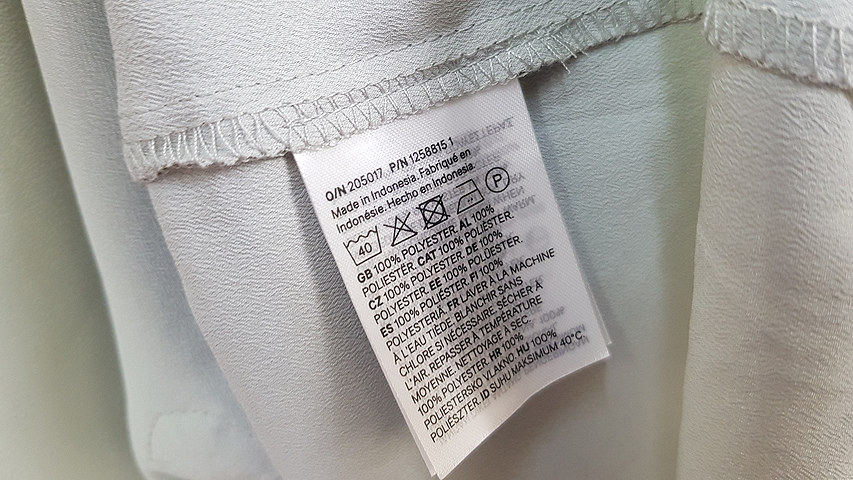 O/N 205017 P/N 1258815 1
Made in Indonesia. Fabriqué en
Indonésie. Hecho en Indonesia.
40 P
GB 100% POLYESTER. AL 100%
POLIESTËR. CAT 100% POLIÈSTER.
CZ 100% POLYESTER. DE 100%
POLYESTER. EE 100% POLÜESTER.
ES 100% POLIÉSTER. FI 100%
POLYESTERIÄ. FR LAVER À LA MACHINE
À L'EAU TIÈDE. BLANCHIR SANS
CHLORE SI NÉCESSAIRE. SÉCHER À
L'AIR. REPASSER À TEMPÉRATURE
MOYENNE. NETTOYAGE À SEC.
100% POLYESTER. HR 100%
POLIESTERSKO VLAKNO. HU 100%
POLIÉSZTER. ID SUHU MAKSIMUM 40°C.